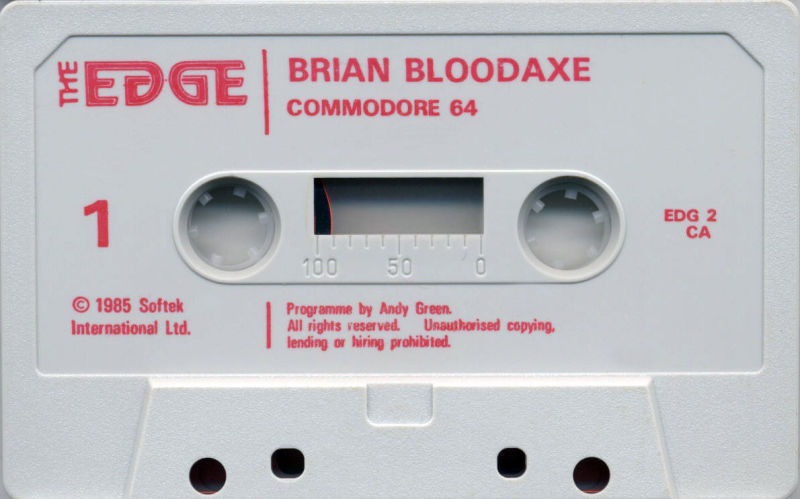 THE EDGE
BRIAN BLOODAXE
COMMODORE 64
1
EDG 2
CA
100 50 0
© 1985 Softek
International Ltd.
Programme by Andy Green.
All rights reserved. Unauthorised copying,
lending or hiring prohibited.